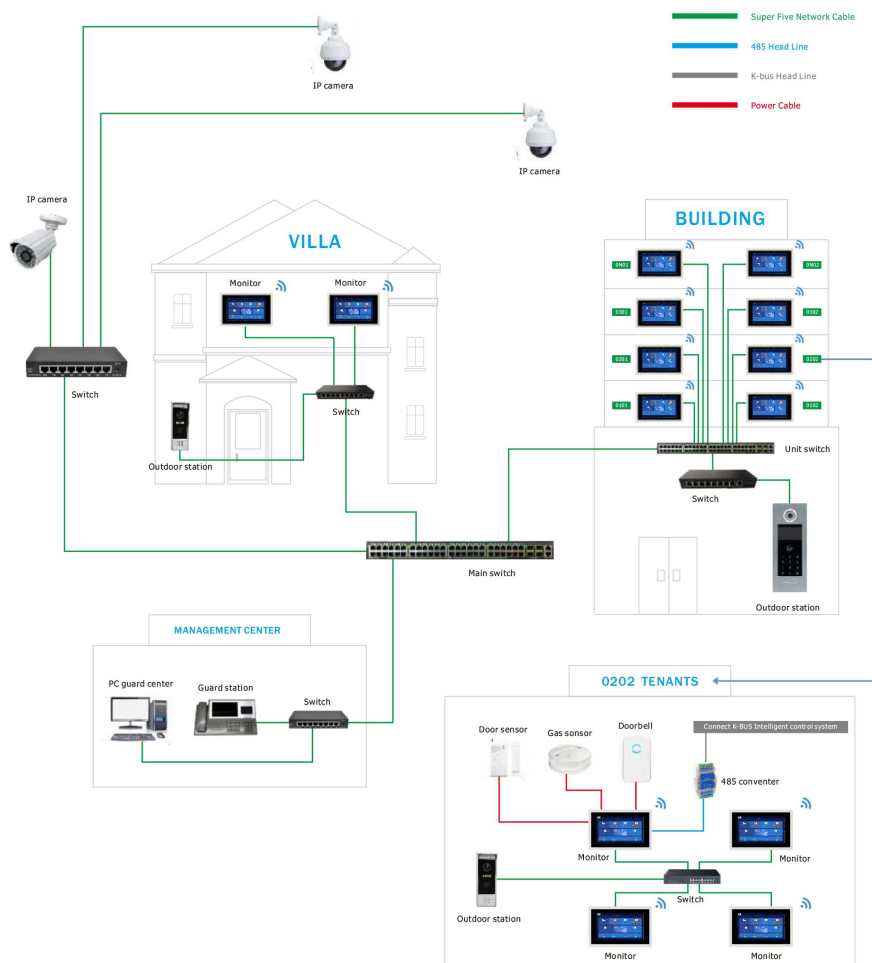 Super Five Network Cable
485 Head Line
K-bus Head Line
Power Cable
IP camera
IP camera
IP camera
BUILDING
VILLA
0N01
0N02
Monitor
Monitor
0301
0302
0201
0202
Switch
Switch
0101
0102
Outdoor station
Unit switch
Switch
Main switch
Outdoor station
MANAGEMENT CENTER
PC guard center
Guard station
Switch
0202 TENANTS
Door sensor
Gas sonsor
Doorbell
Connect K-BUS Intelligent control system
485 conventer
Monitor
Monitor
Switch
Outdoor station
Monitor
Monitor